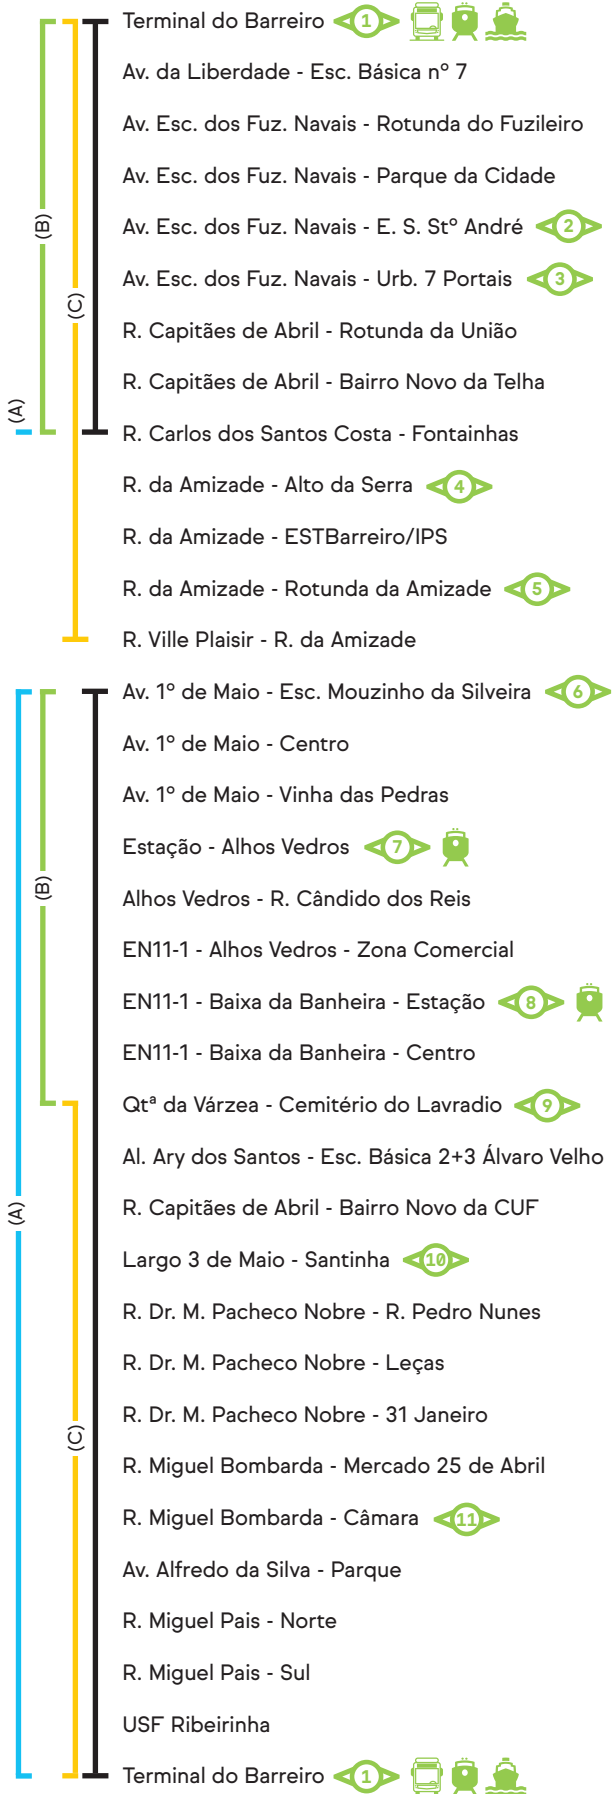 Terminal do Barreiro 1
Av. da Liberdade - Esc. Básica nº 7
Av. Esc. dos Fuz. Navais - Rotunda do Fuzileiro
Av. Esc. dos Fuz. Navais - Parque da Cidade
(B)
Av. Esc. dos Fuz. Navais - E. S. Stº André 2
Av. Esc. dos Fuz. Navais - Urb. 7 Portais 3
(C)
R. Capitães de Abril - Rotunda da União
R. Capitães de Abril - Bairro Novo da Telha
(A)
R. Carlos dos Santos Costa - Fontainhas
R. da Amizade - Alto da Serra 4
R. da Amizade - ESTBarreiro/IPS
R. da Amizade - Rotunda da Amizade 5
R. Ville Plaisir - R. da Amizade
Av. 1º de Maio - Esc. Mouzinho da Silveira 6
Av. 1º de Maio - Centro
Av. 1º de Maio - Vinha das Pedras
Estação - Alhos Vedros 7
(B)
Alhos Vedros - R. Cândido dos Reis
EN11-1 - Alhos Vedros - Zona Comercial
EN11-1 - Baixa da Banheira - Estação 8
EN11-1 - Baixa da Banheira - Centro
Qtª da Várzea - Cemitério do Lavradio 9
Al. Ary dos Santos - Esc. Básica 2+3 Álvaro Velho
(A)
R. Capitães de Abril - Bairro Novo da CUF
Largo 3 de Maio - Santinha 10
R. Dr. M. Pacheco Nobre - R. Pedro Nunes
R. Dr. M. Pacheco Nobre - Leças
R. Dr. M. Pacheco Nobre - 31 Janeiro
(C)
R. Miguel Bombarda - Mercado 25 de Abril
R. Miguel Bombarda - Câmara 11
Av. Alfredo da Silva - Parque
R. Miguel Pais - Norte
R. Miguel Pais - Sul
USF Ribeirinha
Terminal do Barreiro 1